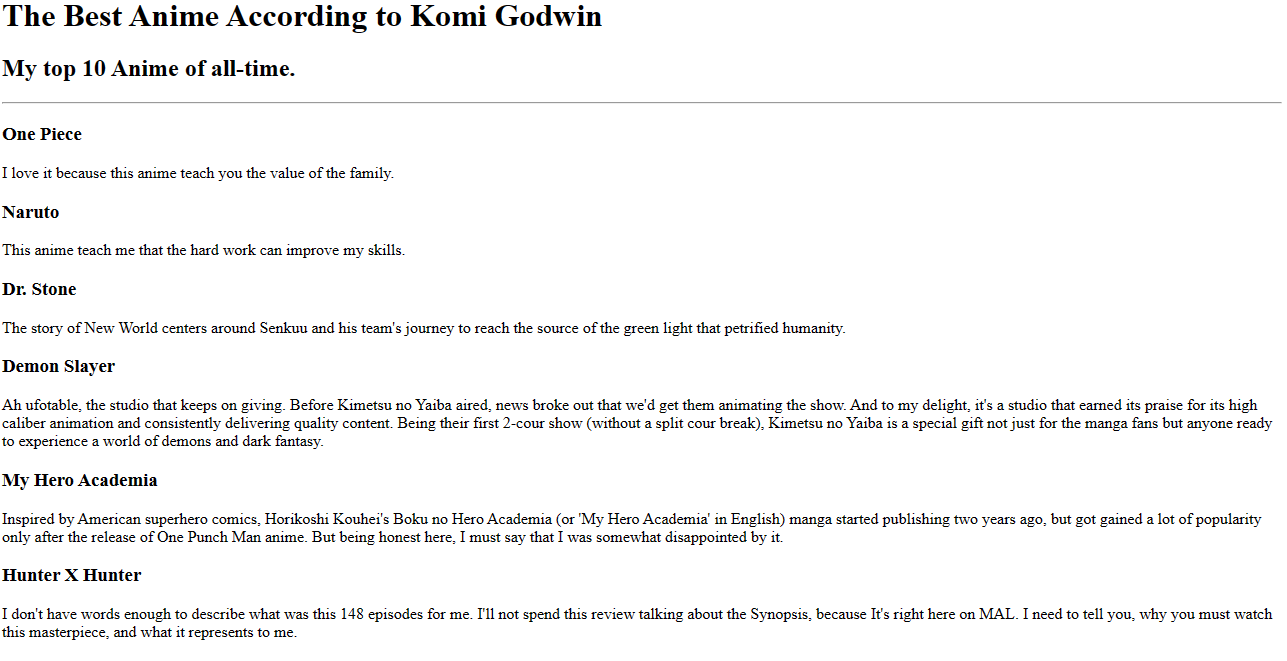 The Best Anime According to Komi Godwin
My top 10 Anime of all-time.
One Piece
I love it because this anime teach you the value of the family.
Naruto
This anime teach me that the hard work can improve my skills.
Dr. Stone
The story of New World centers around Senkuu and his team's journey to reach the source of the green light that petrified humanity.
Demon Slayer
Ah ufotable, the studio that keeps on giving. Before Kimetsu no Yaiba aired, news broke out that we'd get them animating the show. And to my delight, it's a studio that earned its praise for its high
caliber animation and consistently delivering quality content. Being their first 2-cour show (without a split cour break), Kimetsu no Yaiba is a special gift not just for the manga fans but anyone ready
to experience a world of demons and dark fantasy.
My Hero Academia
Inspired by American superhero comics, Horikoshi Kouhei's Boku no Hero Academia (or 'My Hero Academia' in English) manga started publishing two years ago, but got gained a lot of popularity
only after the release of One Punch Man anime. But being honest here, I must say that I was somewhat disappointed by it.
Hunter X Hunter
I don't have words enough to describe what was this 148 episodes for me. I'll not spend this review talking about the Synopsis, because It's right here on MAL. I need to tell you, why you must watch
this masterpiece, and what it represents to me.